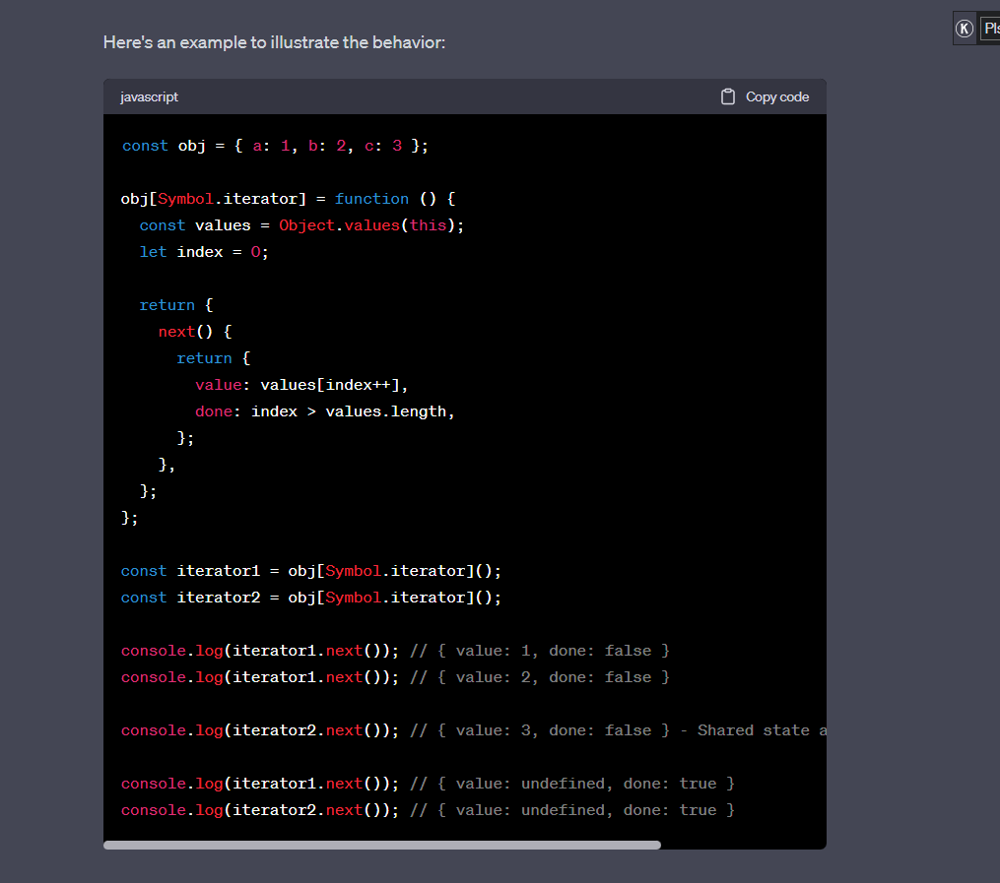 Here's an example to illustrate the behavior:
K Pls
javascript Copy code
const obj = { a: 1, b: 2, c: 3 };
obj[Symbol.iterator] = function () {
const values = Object.values(this);
let index = 0;
return {
next() {
return {
value: values[index++],
done: index > values.length,
};
},
};
};
const iterator1 = obj[Symbol.iterator]();
const iterator2 = obj[Symbol.iterator]();
console.log(iterator1.next()); // { value: 1, done: false }
console.log(iterator1.next()); // { value: 2, done: false }
console.log(iterator2.next()); // { value: 3, done: false } - Shared state a
console.log(iterator1.next()); // { value: undefined, done: true }
console.log(iterator2.next()); // { value: undefined, done: true }